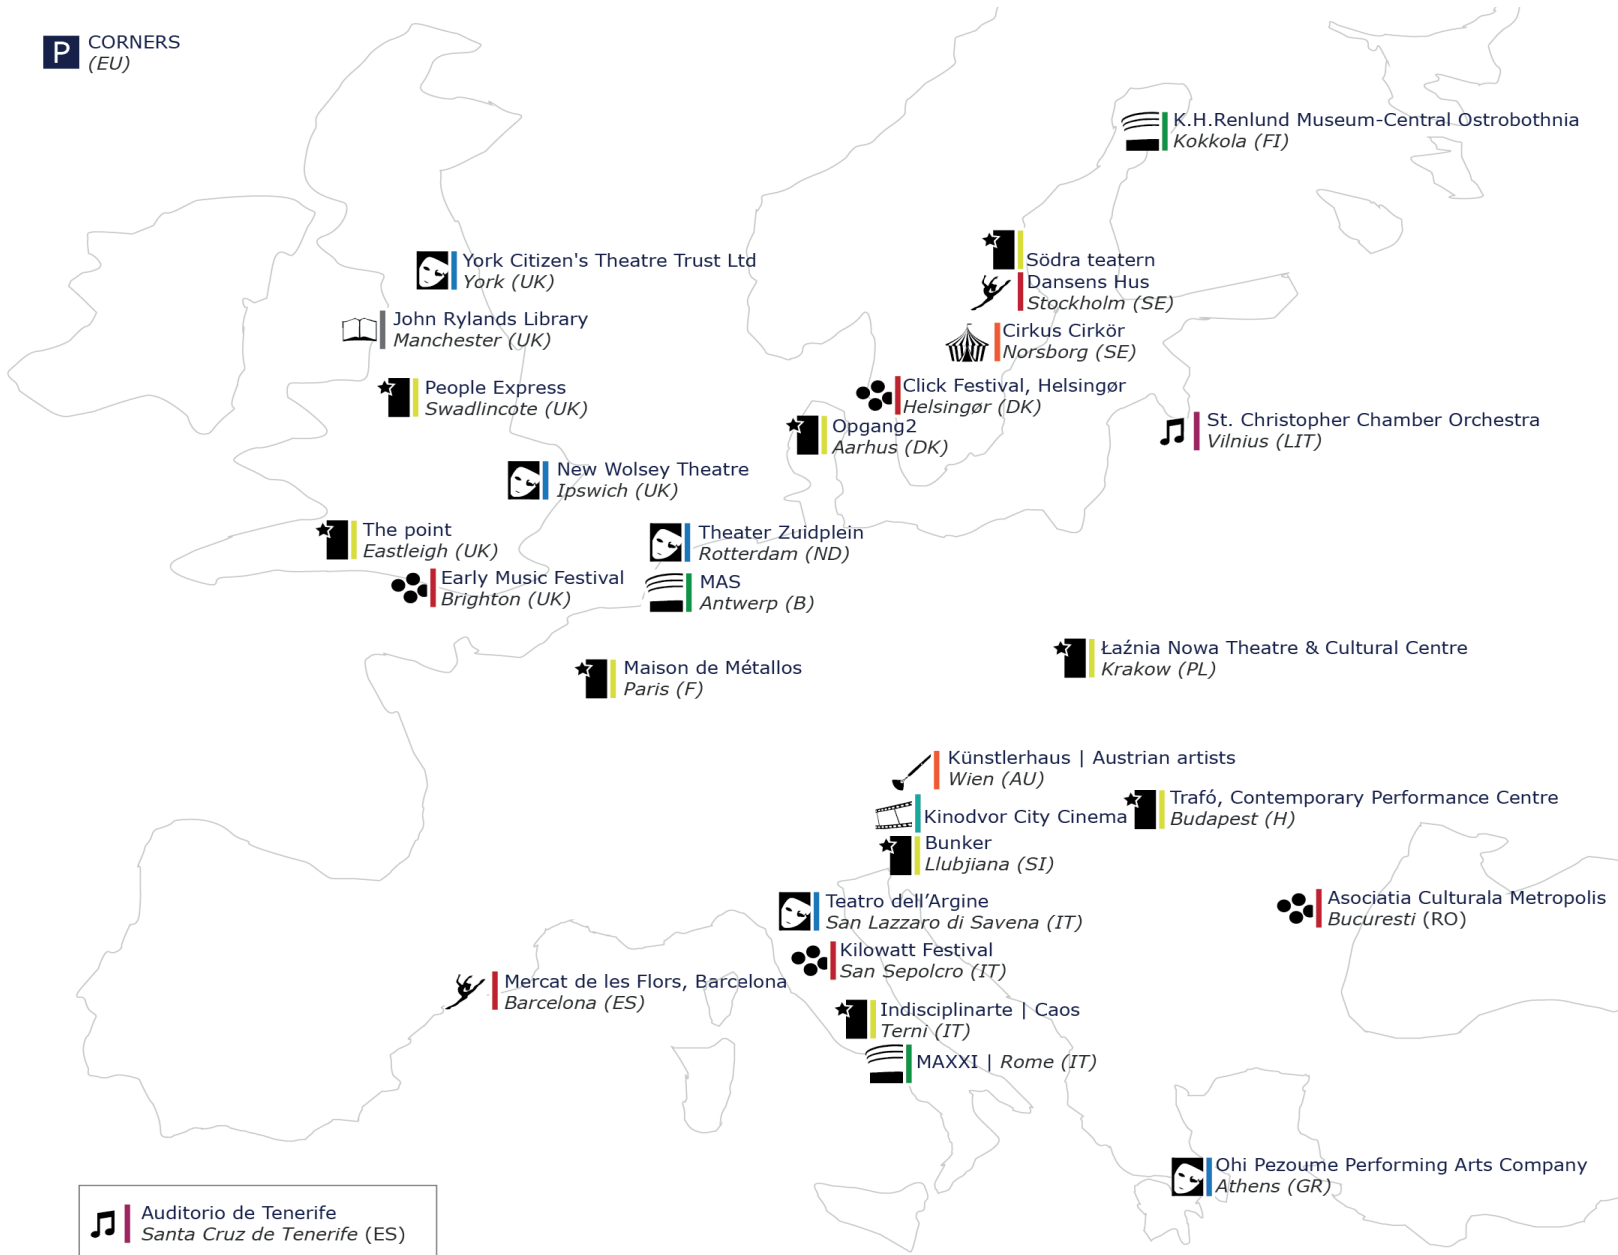 P
CORNERS
(EU)
K.H.Renlund Museum-Central Ostrobothnia
Kokkola (FI)
York Citizen's Theatre Trust Ltd
York (UK)
Södra teatern
Dansens Hus
Stockholm (SE)
John Rylands Library
Manchester (UK)
Cirkus Cirkör
Norsborg (SE)
People Express
Swadlincote (UK)
Click Festival, Helsingør
Helsingør (DK)
Opgang2
Aarhus (DK)
St. Christopher Chamber Orchestra
Vilnius (LIT)
New Wolsey Theatre
Ipswich (UK)
The point
Eastleigh (UK)
Theater Zuidplein
Rotterdam (ND)
Early Music Festival
Brighton (UK)
MAS
Antwerp (B)
Maison de Métallos
Paris (F)
Łaźnia Nowa Theatre & Cultural Centre
Krakow (PL)
Künstlerhaus | Austrian artists
Wien (AU)
Kinodvor City Cinema
Trafó, Contemporary Performance Centre
Budapest (H)
Bunker
Llubjiana (SI)
Teatro dell’Argine
San Lazzaro di Savena (IT)
Asociatia Culturala Metropolis
Bucuresti (RO)
Kilowatt Festival
San Sepolcro (IT)
Mercat de les Flors, Barcelona
Barcelona (ES)
Indisciplinarte | Caos
Terni (IT)
MAXXI | Rome (IT)
Ohi Pezoume Performing Arts Company
Athens (GR)
Auditorio de Tenerife
Santa Cruz de Tenerife (ES)